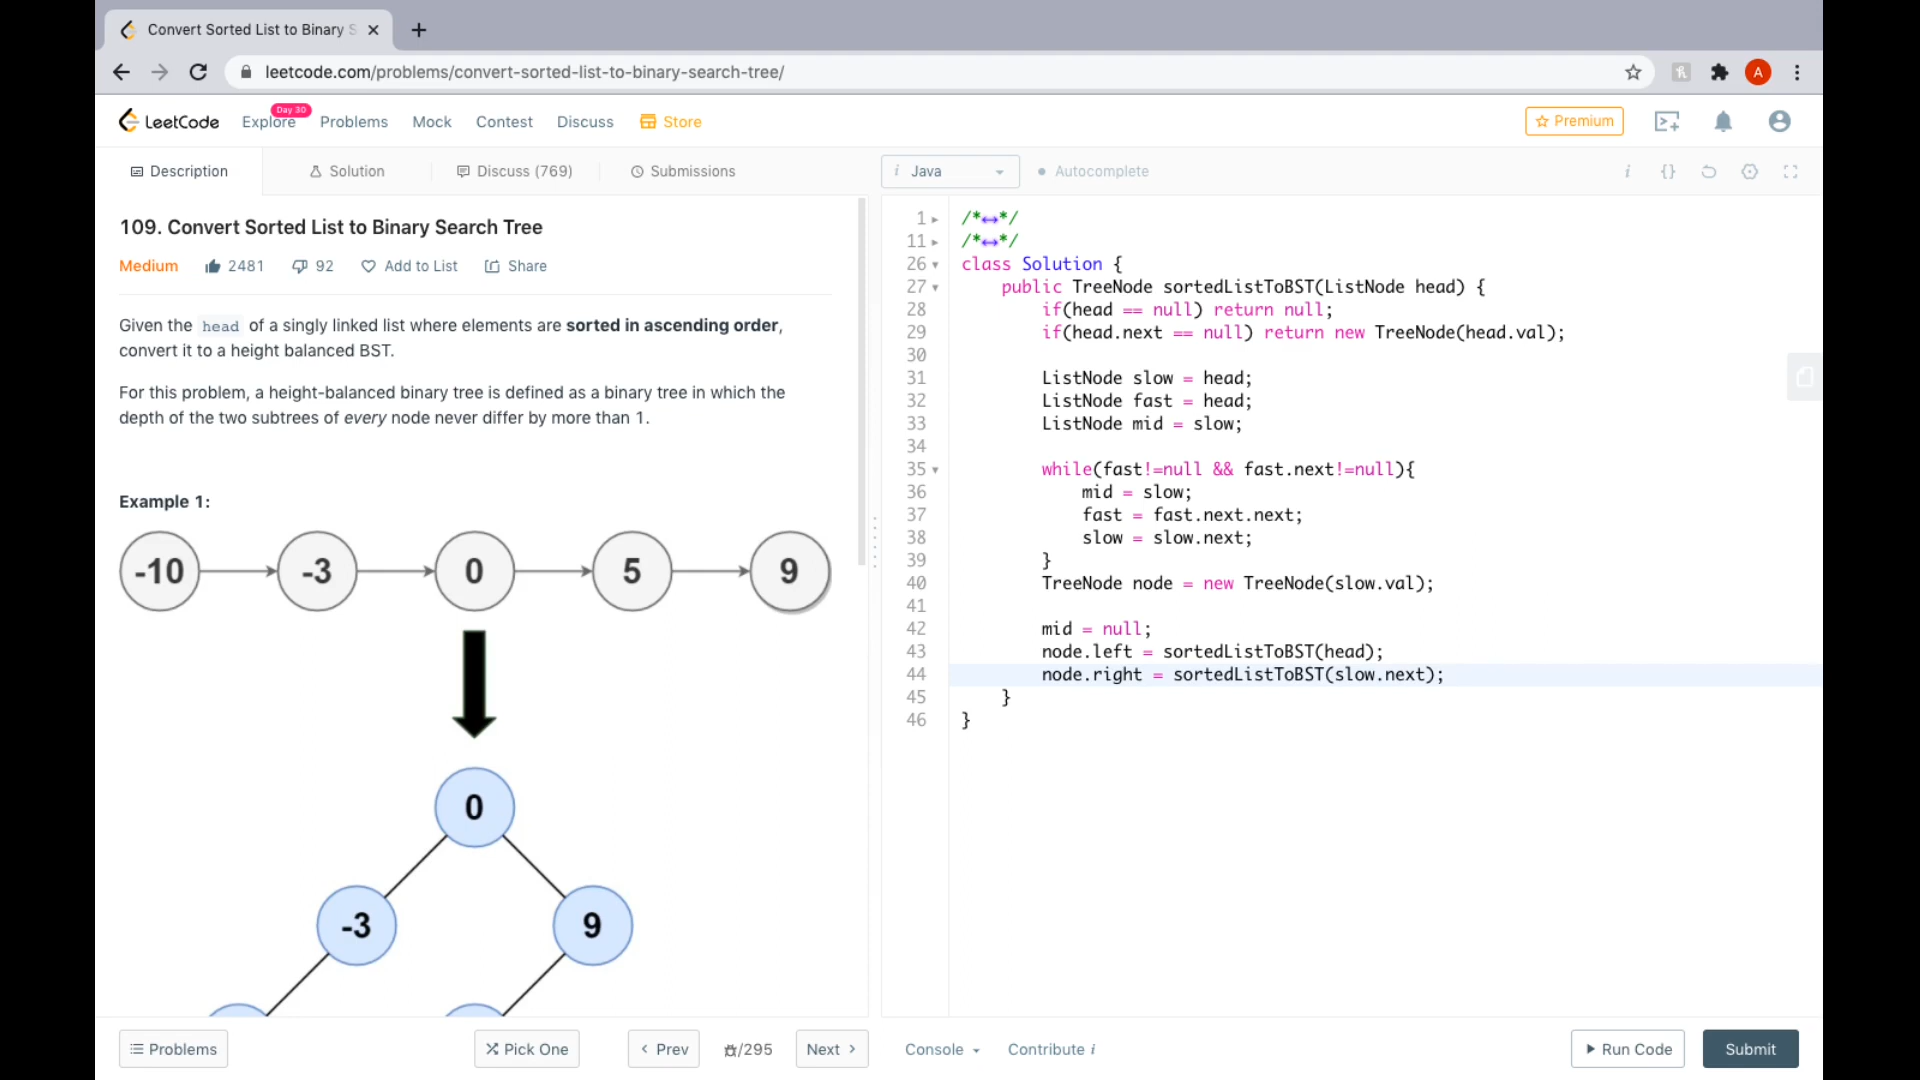 Convert Sorted List to Binary S
leetcode.com/problems/convert-sorted-list-to-binary-search-tree/
A
LeetCode
Explore
Day 30
Problems
Mock
Contest
Discuss
Store
Premium
Description
Solution
Discuss (769)
Submissions
i Java
Autocomplete
i
{}
109. Convert Sorted List to Binary Search Tree
Medium
2481
92
Add to List
Share
Given the head of a singly linked list where elements are sorted in ascending order,
convert it to a height balanced BST.
For this problem, a height-balanced binary tree is defined as a binary tree in which the
depth of the two subtrees of every node never differ by more than 1.
Example 1:
-10
-3
0
5
9
0
-3
9
1 /*↔*/
11 /*↔*/
26 class Solution {
27 public TreeNode sortedListToBST(ListNode head) {
28 if(head == null) return null;
29 if(head.next == null) return new TreeNode(head.val);
30
31 ListNode slow = head;
32 ListNode fast = head;
33 ListNode mid = slow;
34
35 while(fast!=null && fast.next!=null){
36 mid = slow;
37 fast = fast.next.next;
38 slow = slow.next;
39 }
40 TreeNode node = new TreeNode(slow.val);
41
42 mid = null;
43 node.left = sortedListToBST(head);
44 node.right = sortedListToBST(slow.next);
45 }
46 }
Problems
Pick One
Prev
/295
Next
Console
Contribute i
Run Code
Submit